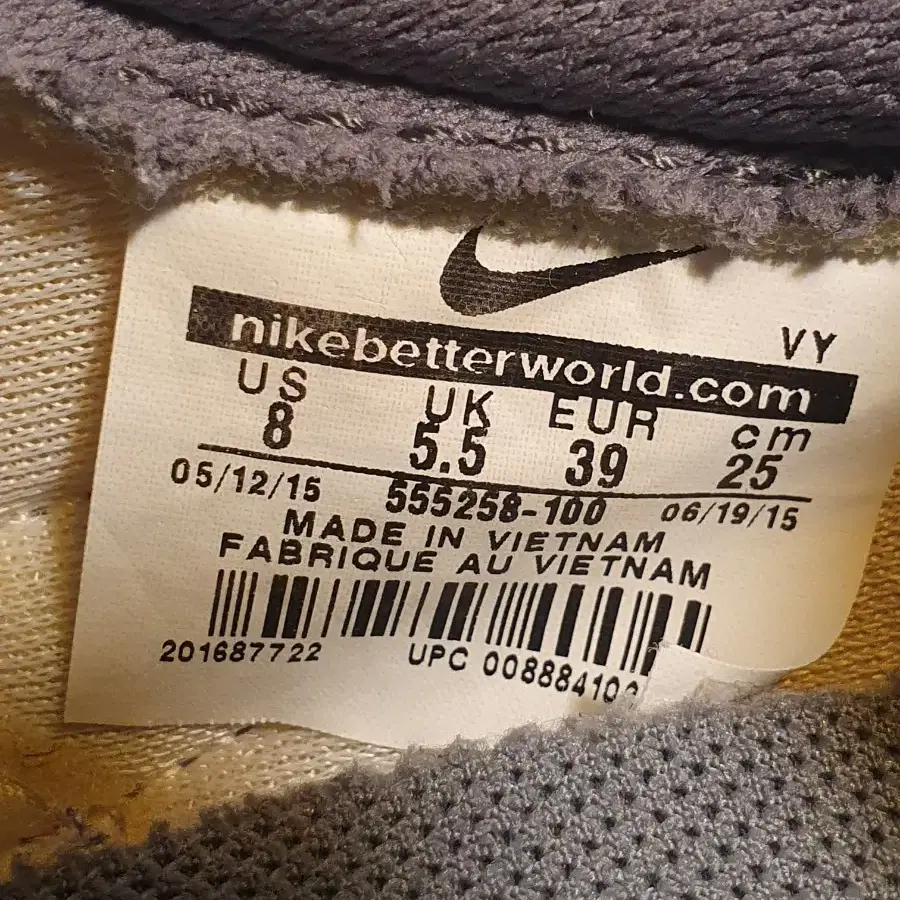 VY
nikebetterworld.com
US UK EUR cm
8 5.5 39 25
05/12/15 555258-100 06/19/15
MADE IN VIETNAM
FABRIQUE AU VIETNAM
201687722 UPC 0088841